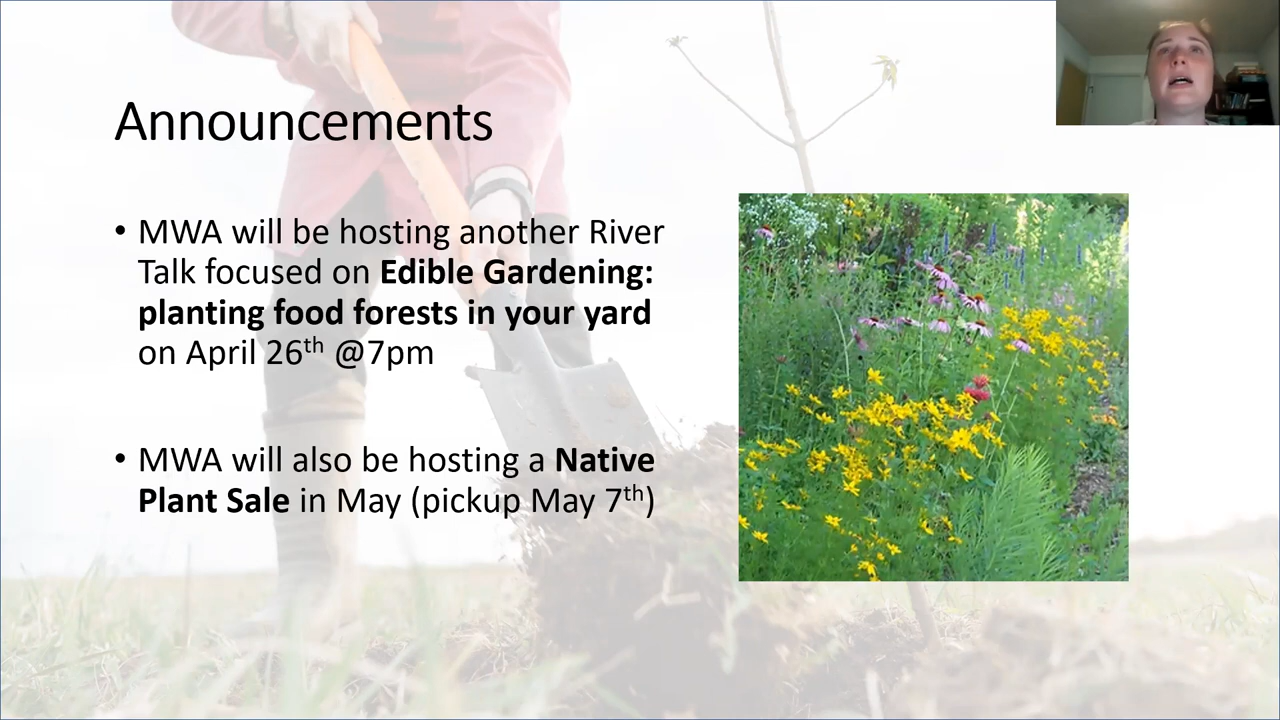 Announcements
• MWA will be hosting another River
Talk focused on Edible Gardening:
planting food forests in your yard
on April 26th @7pm
• MWA will also be hosting a Native
Plant Sale in May (pickup May 7th)